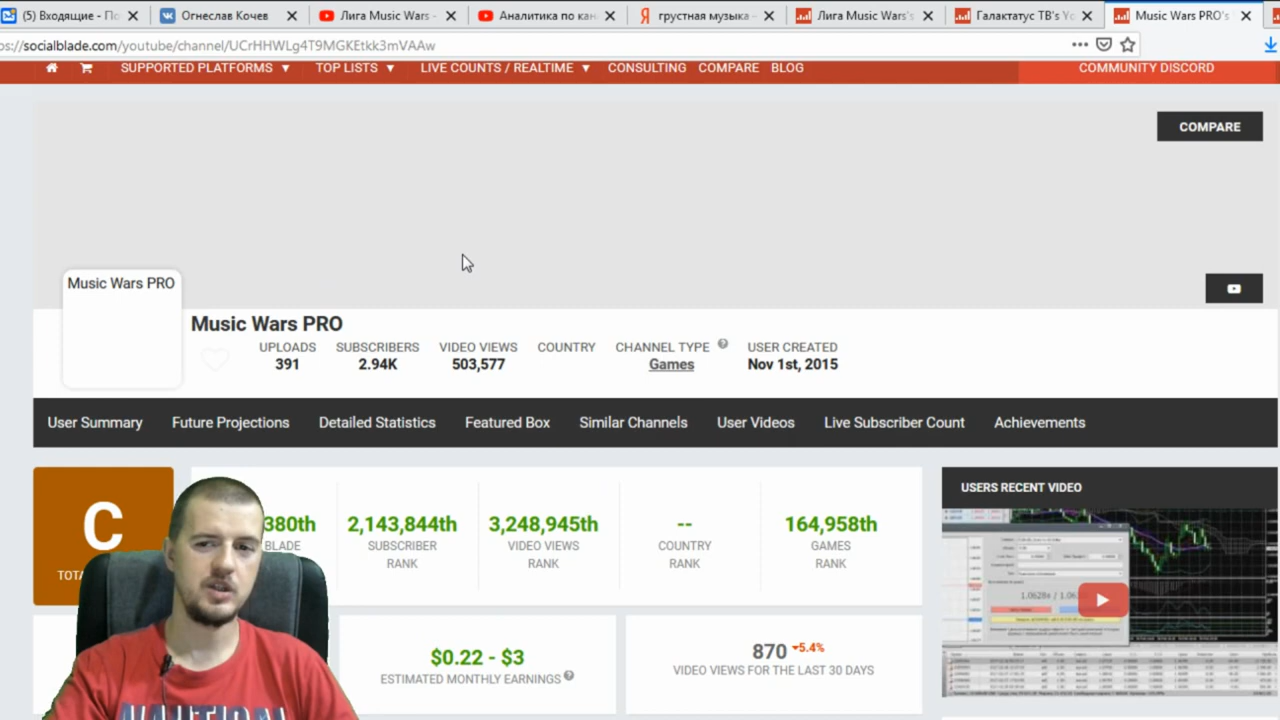 (5) Входящие - По
Огнеслав Кочев
Лига Music Wars -
Аналитика по кан
грустная музыка -
Лига Music Wars's
Галактатус ТВ's Yo
Music Wars PRO's
ps://socialblade.com/youtube/channel/UCrHHWLg4T9MGKEtkk3mVAAw
SUPPORTED PLATFORMS
TOP LISTS
LIVE COUNTS / REALTIME
CONSULTING
COMPARE
BLOG
COMMUNITY DISCORD
COMPARE
Music Wars PRO
Music Wars PRO
UPLOADS
391
SUBSCRIBERS
2.94K
VIDEO VIEWS
503,577
COUNTRY
CHANNEL TYPE
Games
USER CREATED
Nov 1st, 2015
User Summary
Future Projections
Detailed Statistics
Featured Box
Similar Channels
User Videos
Live Subscriber Count
Achievements
C
TOT
380th
BLADE
2,143,844th
SUBSCRIBER
RANK
3,248,945th
VIDEO VIEWS
RANK
--
COUNTRY
RANK
164,958th
GAMES
RANK
USERS RECENT VIDEO
$0.22 - $3
ESTIMATED MONTHLY EARNINGS
870 -5.4%
VIDEO VIEWS FOR THE LAST 30 DAYS
NAUTICAL